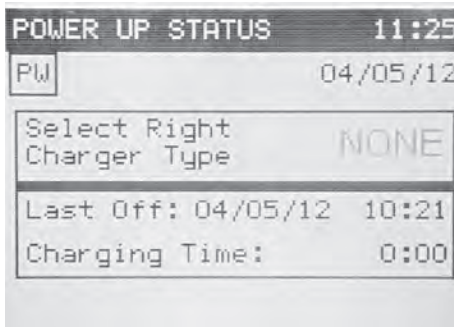 POWER UP STATUS 11:25
PW 04/05/12
Select Right
Charger Type NONE
Last Off: 04/05/12 10:21
Charging Time: 0:00